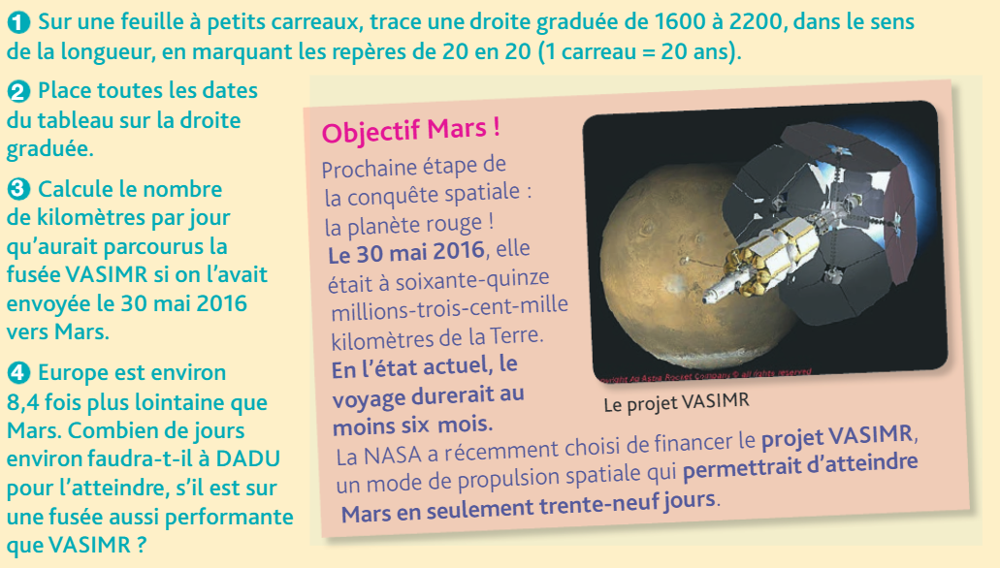 1 Sur une feuille à petits carreaux, trace une droite graduée de 1600 à 2200, dans le sens
de la longueur, en marquant les repères de 20 en 20 (1 carreau = 20 ans).
2 Place toutes les dates
du tableau sur la droite
graduée.
3 Calcule le nombre
de kilomètres par jour
qu'aurait parcourus la
fusée VASIMR si on l'avait
envoyée le 30 mai 2016
vers Mars.
4 Europe est environ
8,4 fois plus lointaine que
Mars. Combien de jours
environ faudra-t-il à DADU
pour l'atteindre, s'il est sur
une fusée aussi performante
que VASIMR ?
Objectif Mars !
Prochaine étape de
la conquête spatiale :
la planète rouge !
Le 30 mai 2016, elle
était à soixante-quinze
millions-trois-cent-mille
kilomètres de la Terre.
En l'état actuel, le
voyage durerait au
moins six mois.
La NASA a récemment choisi de financer le projet VASIMR,
un mode de propulsion spatiale qui permettrait d'atteindre
Mars en seulement trente-neuf jours.
Rocket Company © all rights reserved
Le projet VASIMR